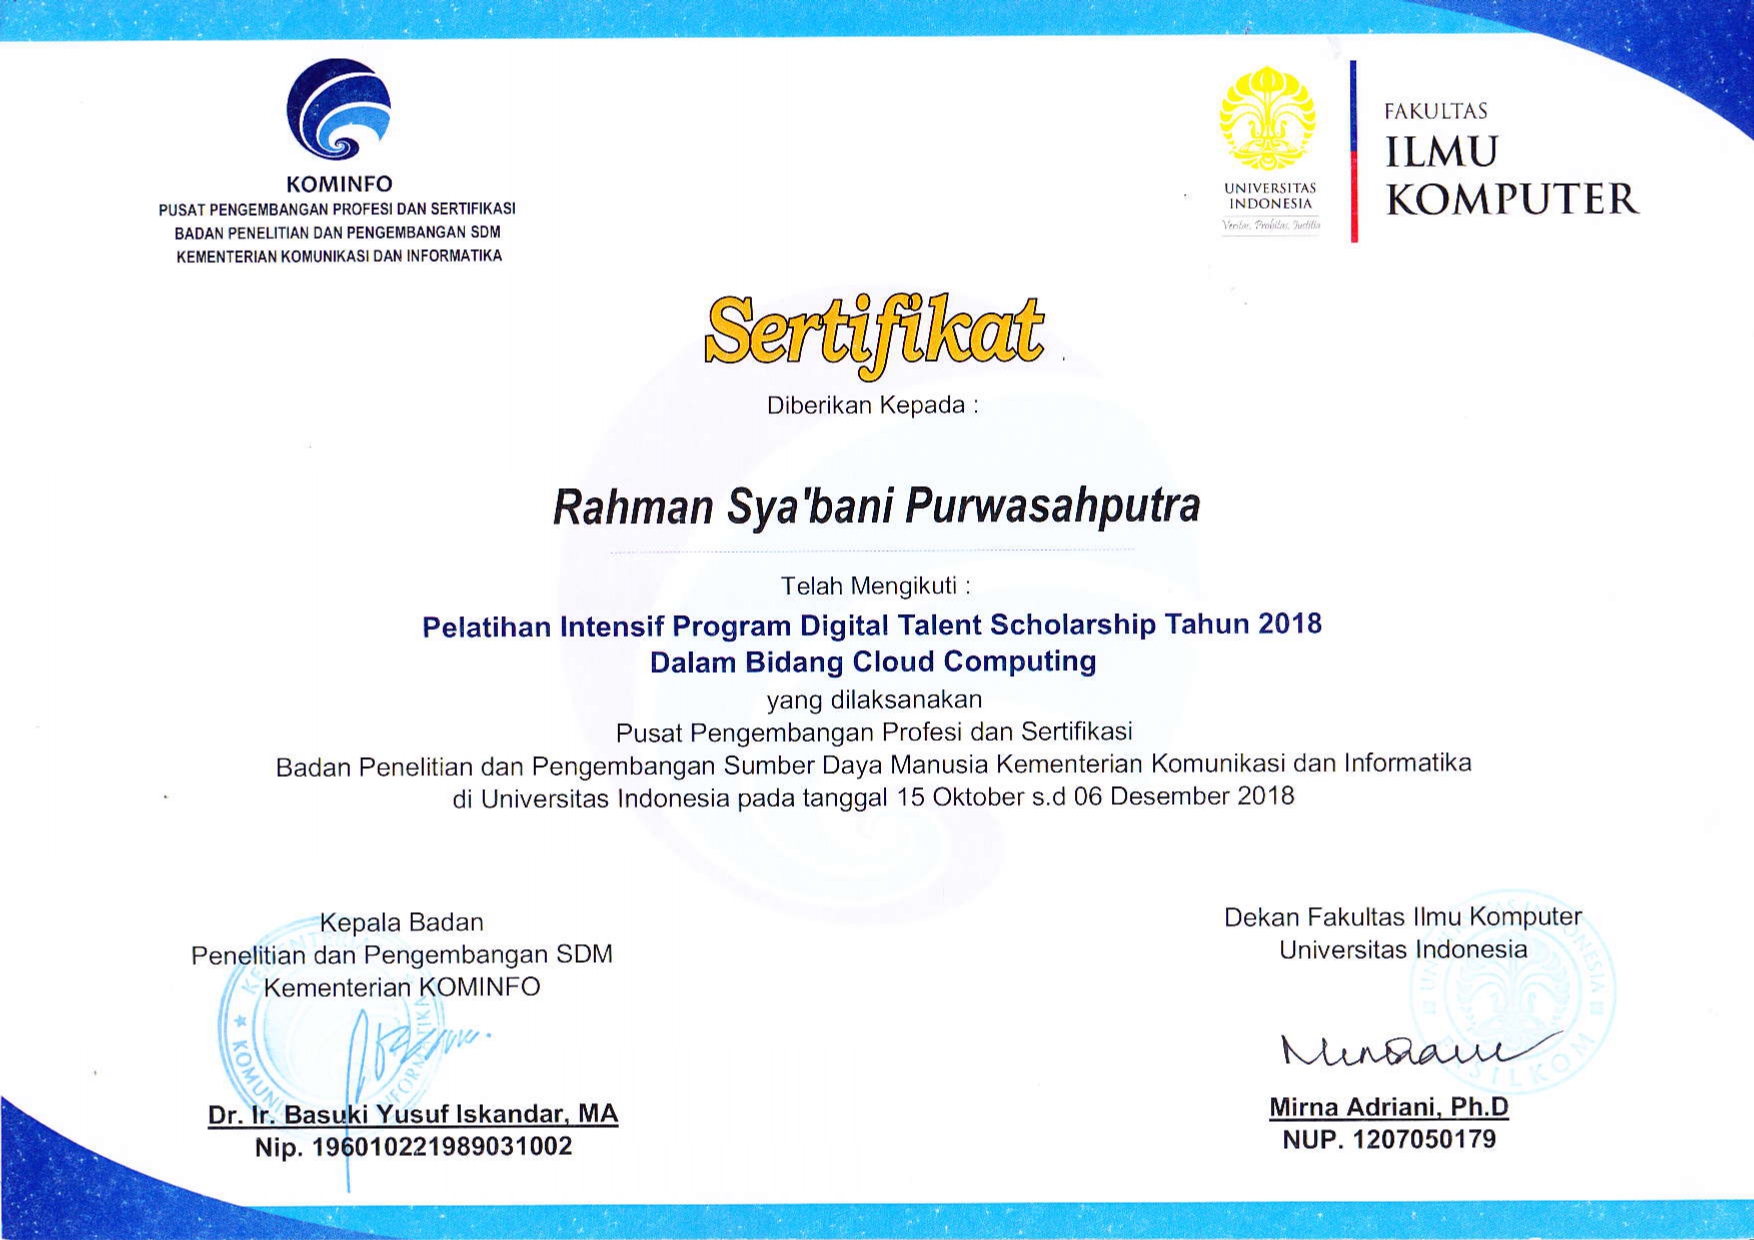 KOMINFO
PUSAT PENGEMBANGAN PROFESI DAN SERTIFIKASI
BADAN PENELITIAN DAN PENGEMBANGAN SDM
KEMENTERIAN KOMUNIKASI DAN INFORMATIKA
UNIVERSITAS
INDONESIA
Veritas, Probitas, Justitia
FAKULTAS
ILMU
KOMPUTER
Sertifikat
Diberikan Kepada :
Rahman Sya'bani Purwasahputra
Telah Mengikuti :
Pelatihan Intensif Program Digital Talent Scholarship Tahun 2018
Dalam Bidang Cloud Computing
yang dilaksanakan
Pusat Pengembangan Profesi dan Sertifikasi
Badan Penelitian dan Pengembangan Sumber Daya Manusia Kementerian Komunikasi dan Informatika
di Universitas Indonesia pada tanggal 15 Oktober s.d 06 Desember 2018
Kepala Badan
Penelitian dan Pengembangan SDM
Kementerian KOMINFO
Dr. Ir. Basuki Yusuf Iskandar, MA
Nip. 196010221989031002
Dekan Fakultas Ilmu Komputer
Universitas Indonesia
Mirna Adriani, Ph.D
NUP. 1207050179